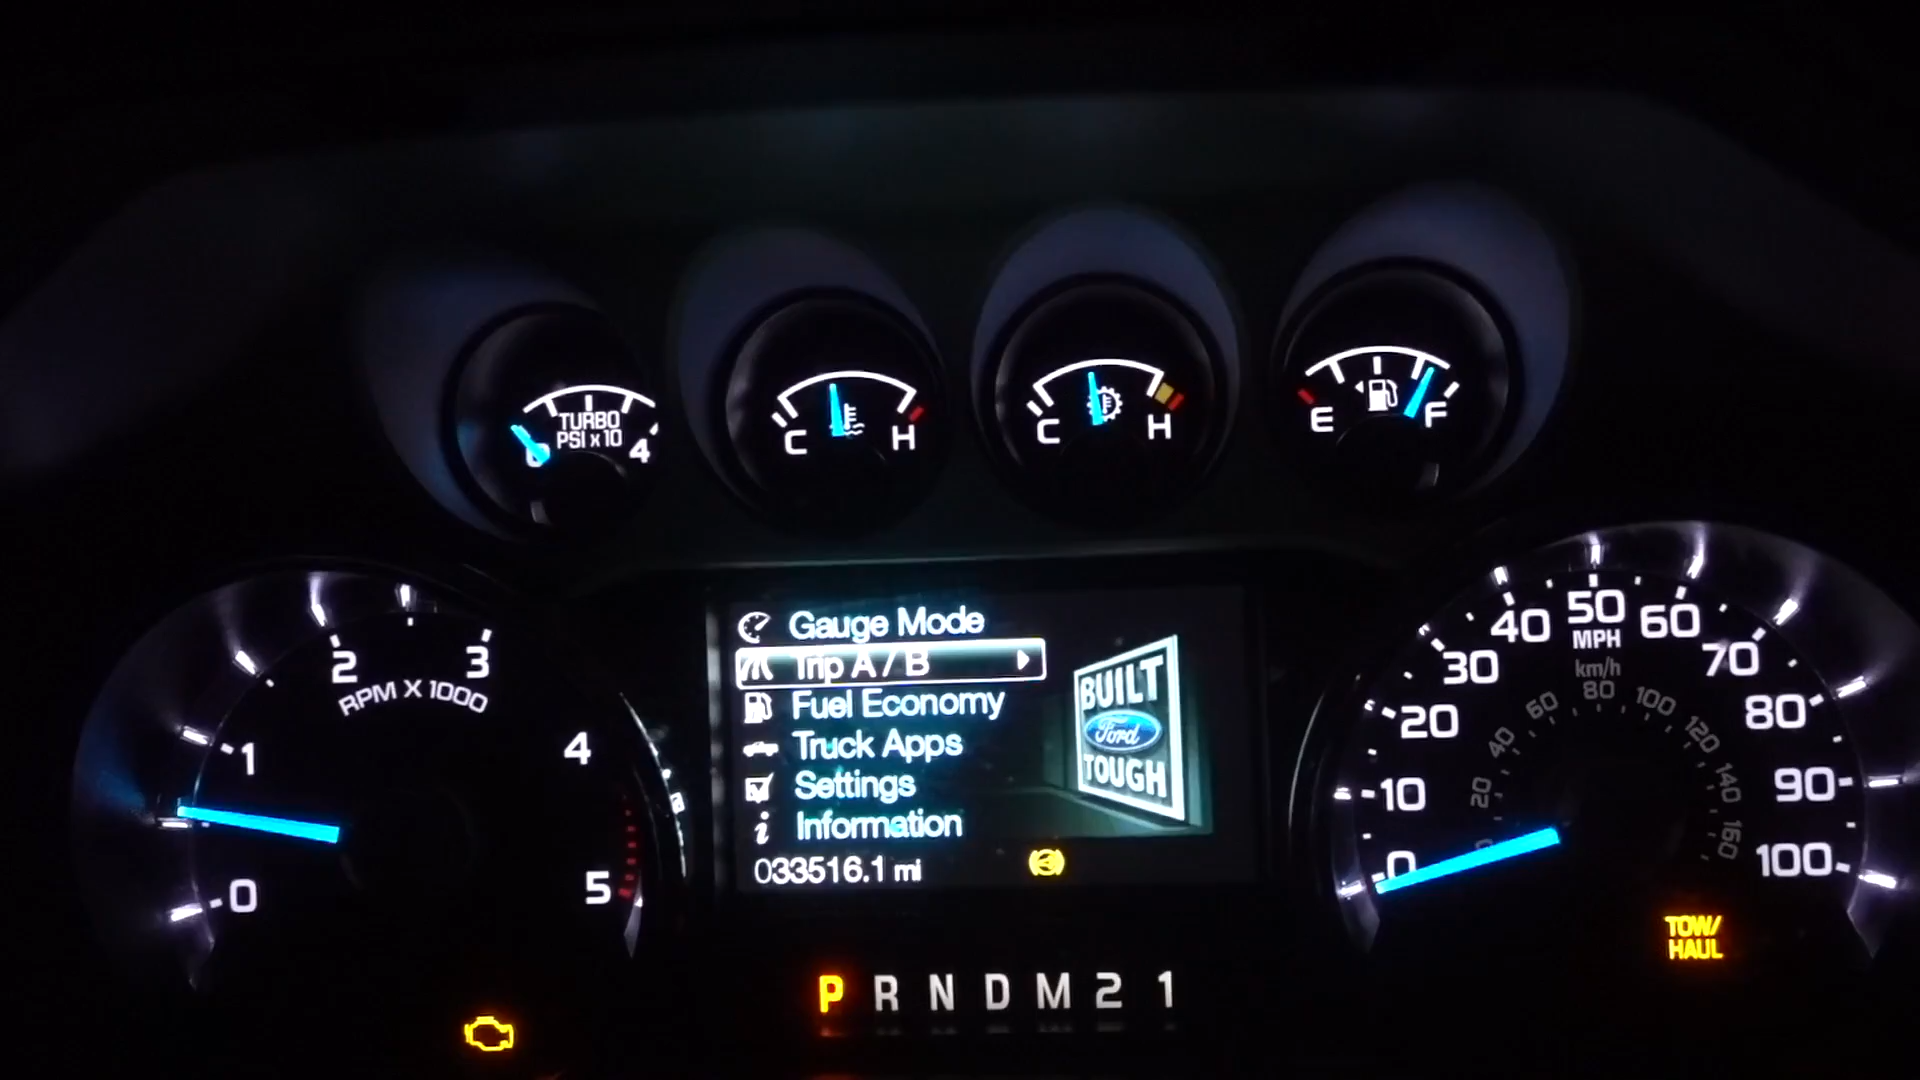 TURBO
PSI x 10
0 4
C H
C H
E F
0 1 2 3 4 5
RPM X 1000
Gauge Mode
Trip A / B
Fuel Economy
Truck Apps
Settings
Information
033516.1 mi
BUILT
Ford
TOUGH
0 10 20 30 40 50 60 70 80 90 100
MPH
km/h
20 40 60 80 100 120 140 160
TOW/
HAUL
P R N D M 2 1